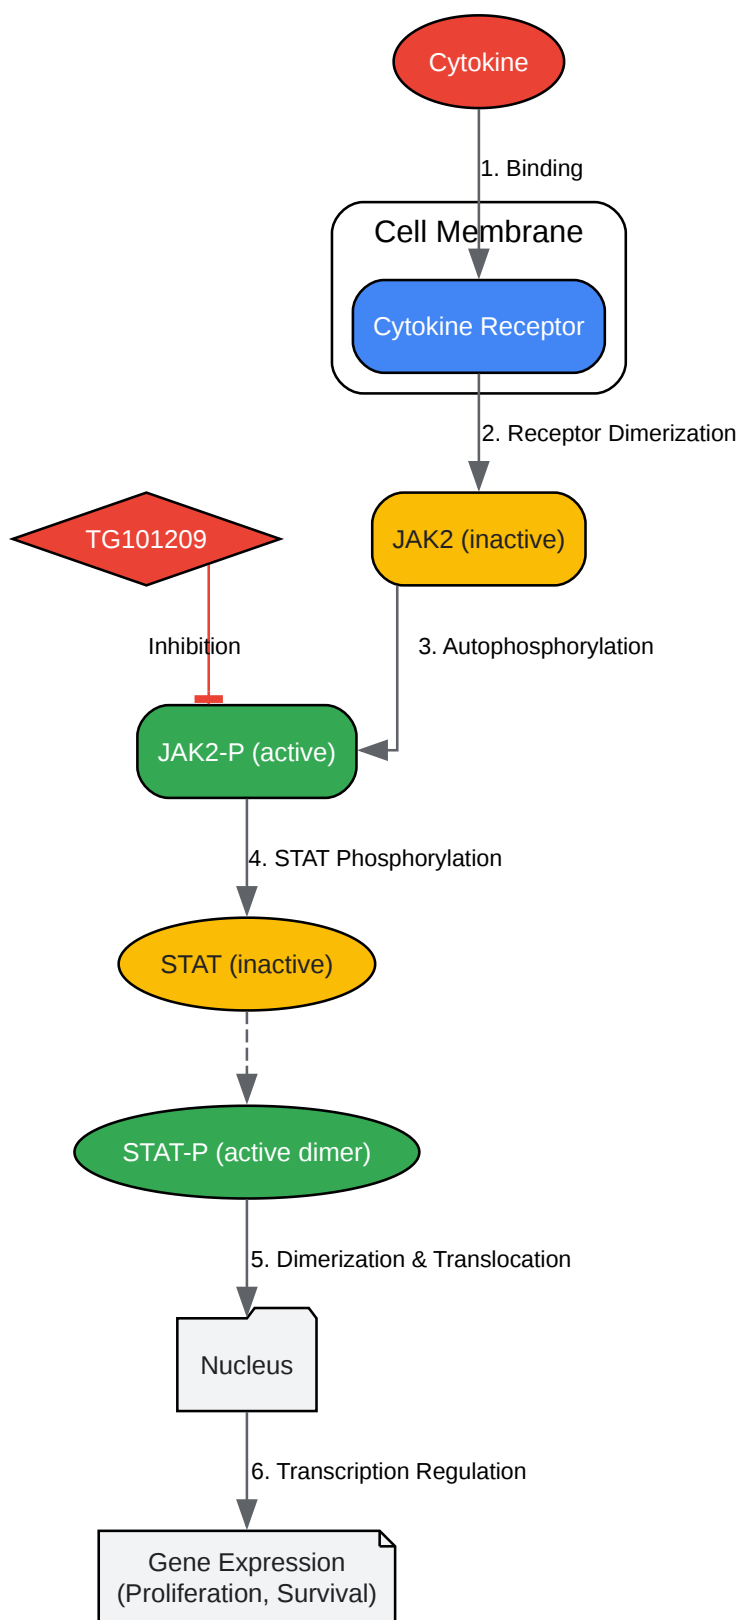 Cytokine
1. Binding
Cell Membrane
Cytokine Receptor
2. Receptor Dimerization
TG101209
JAK2 (inactive)
Inhibition
3. Autophosphorylation
JAK2-P (active)
4. STAT Phosphorylation
STAT (inactive)
STAT-P (active dimer)
5. Dimerization & Translocation
Nucleus
6. Transcription Regulation
Gene Expression
(Proliferation, Survival)